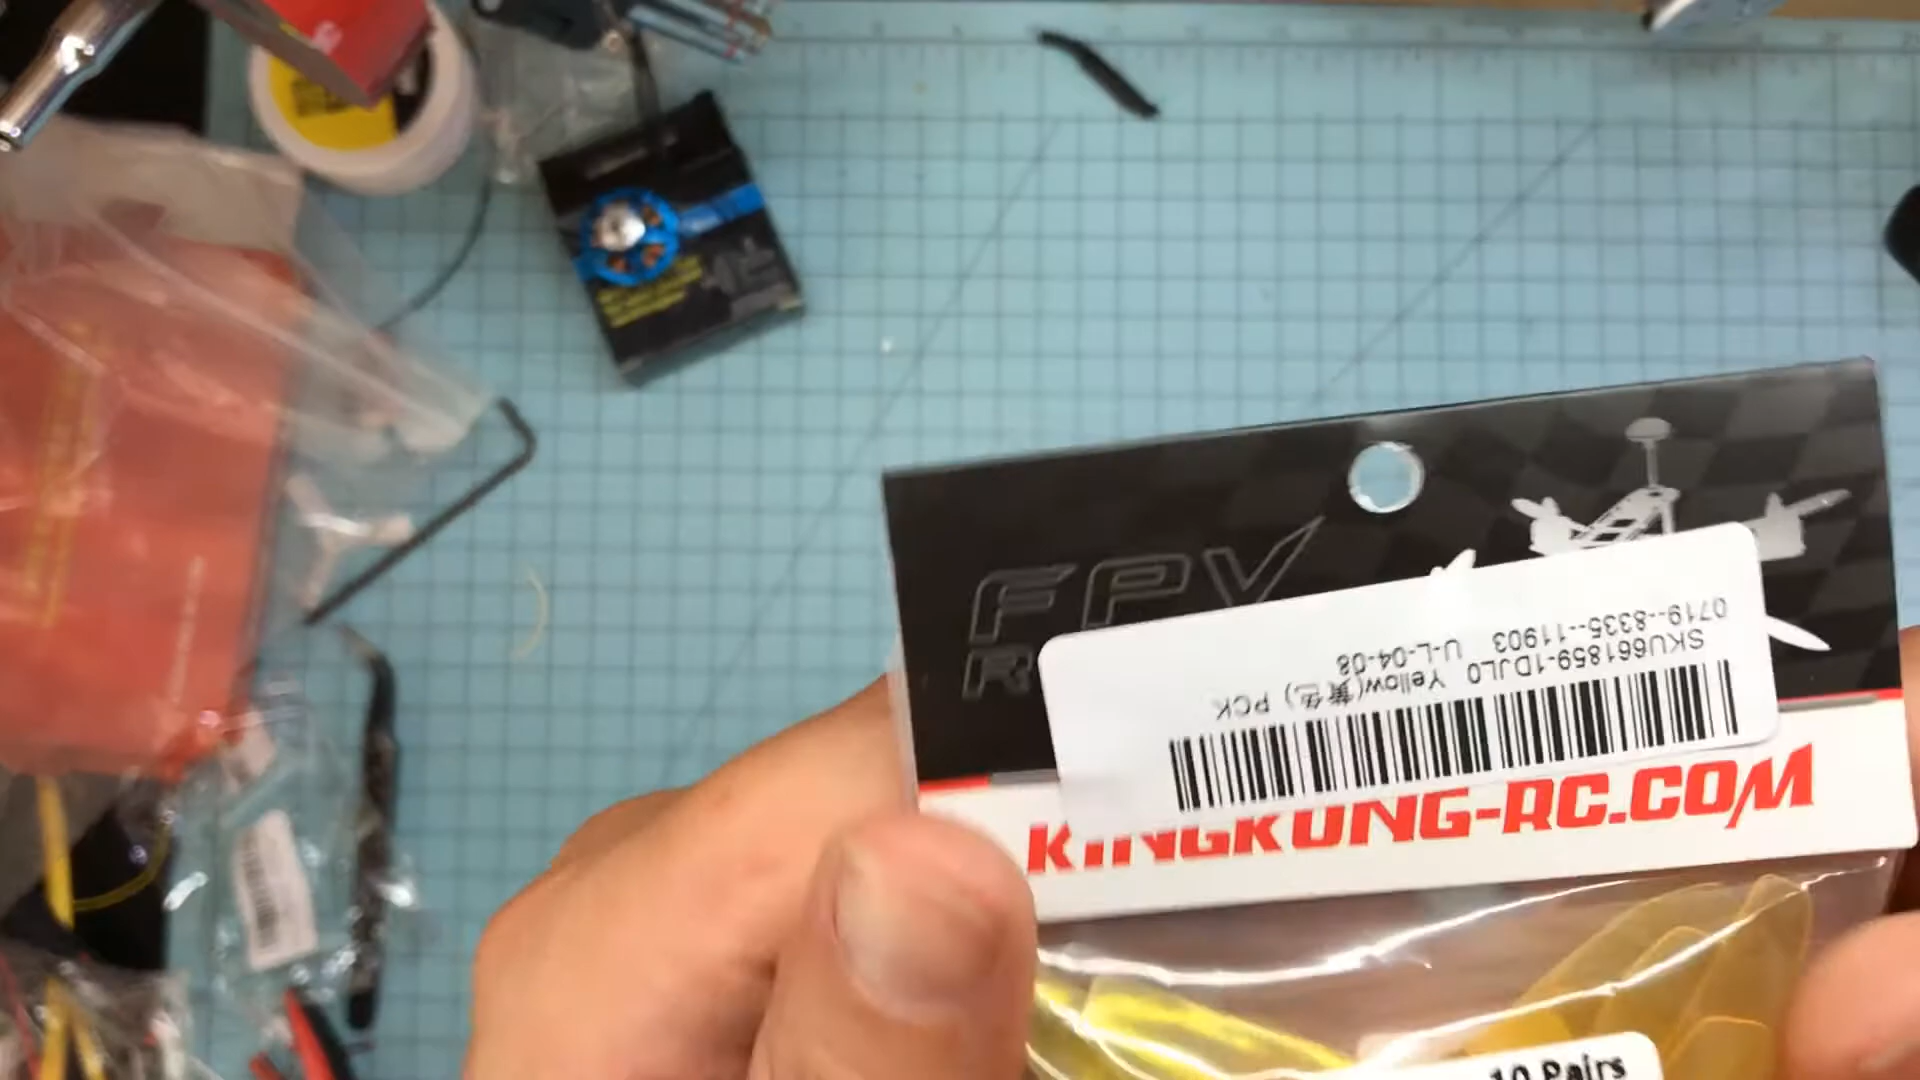 FPV
SKU661859-1DJL0 Yellow(黄色) PCK
0719--8335--11903 U-L-04-08
KINGKONG-RC.COM
10 Pairs